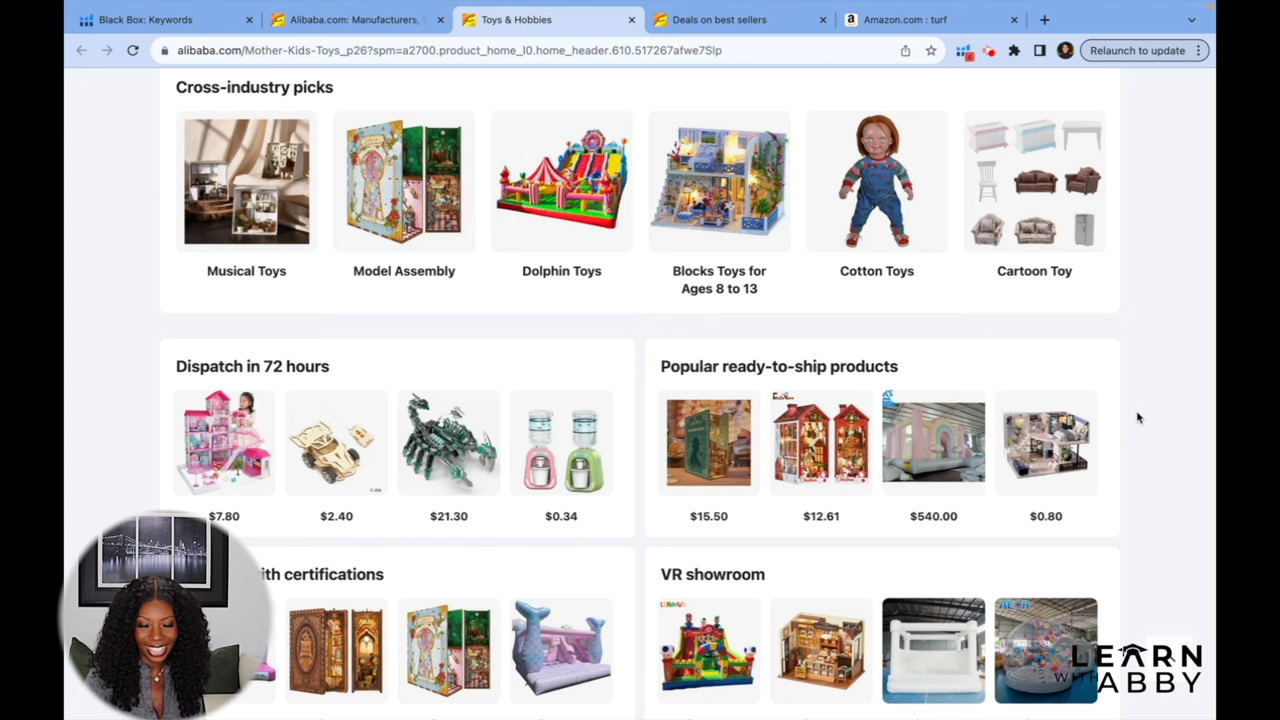 Black Box: Keywords
Alibaba.com: Manufacturers,
Toys & Hobbies
Deals on best sellers
Amazon.com : turf
alibaba.com/Mother-Kids-Toys_p26?spm=a2700.product_home_l0.home_header.610.517267afwe7Slp
Relaunch to update
Cross-industry picks
Musical Toys
Model Assembly
Dolphin Toys
Blocks Toys for
Ages 8 to 13
Cotton Toys
Cartoon Toy
Dispatch in 72 hours
Popular ready-to-ship products
$7.80
$2.40
$21.30
$0.34
$15.50
$12.61
$540.00
$0.80
th certifications
VR showroom
LEARN
WITH
ABBY